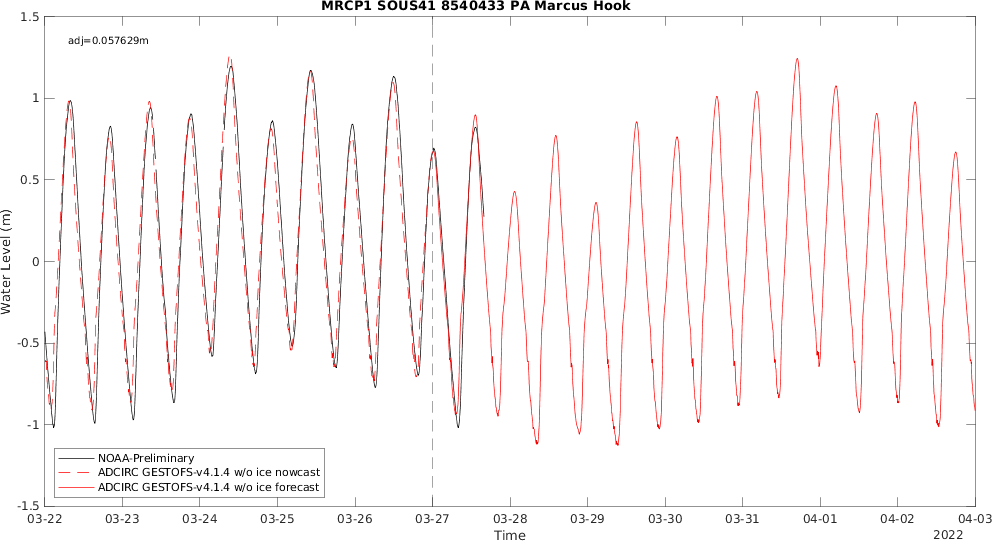 MRCP1 SOUS41 8540433 PA Marcus Hook
adj=0.057629m
1.5
1
0.5
0
-0.5
-1
-1.5
Water Level (m)
NOAA-Preliminary
ADCIRC GESTOFS-v4.1.4 w/o ice nowcast
ADCIRC GESTOFS-v4.1.4 w/o ice forecast
03-22 03-23 03-24 03-25 03-26 03-27 03-28 03-29 03-30 03-31 04-01 04-02 04-03
Time
2022